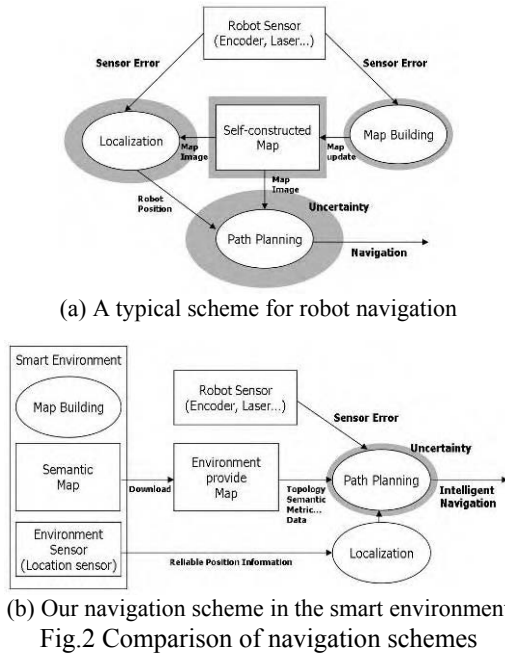 Robot Sensor
(Encoder, Laser...)
Sensor Error
Sensor Error
Localization
Map
Image
Self-constructed
Map
Map
update
Map Building
Robot
Position
Map
Image
Uncertainty
Path Planning
Navigation
(a) A typical scheme for robot navigation
Smart Environment
Map Building
Robot Sensor
(Encoder, Laser...)
Sensor Error
Uncertainty
Semantic
Map
Download
Environment
provide
Map
Topology
Semantic
Metric...
Data
Path Planning
Intelligent
Navigation
Environment
Sensor
(Location sensor)
Reliable Position Information
Localization
(b) Our navigation scheme in the smart environment
Fig.2 Comparison of navigation schemes